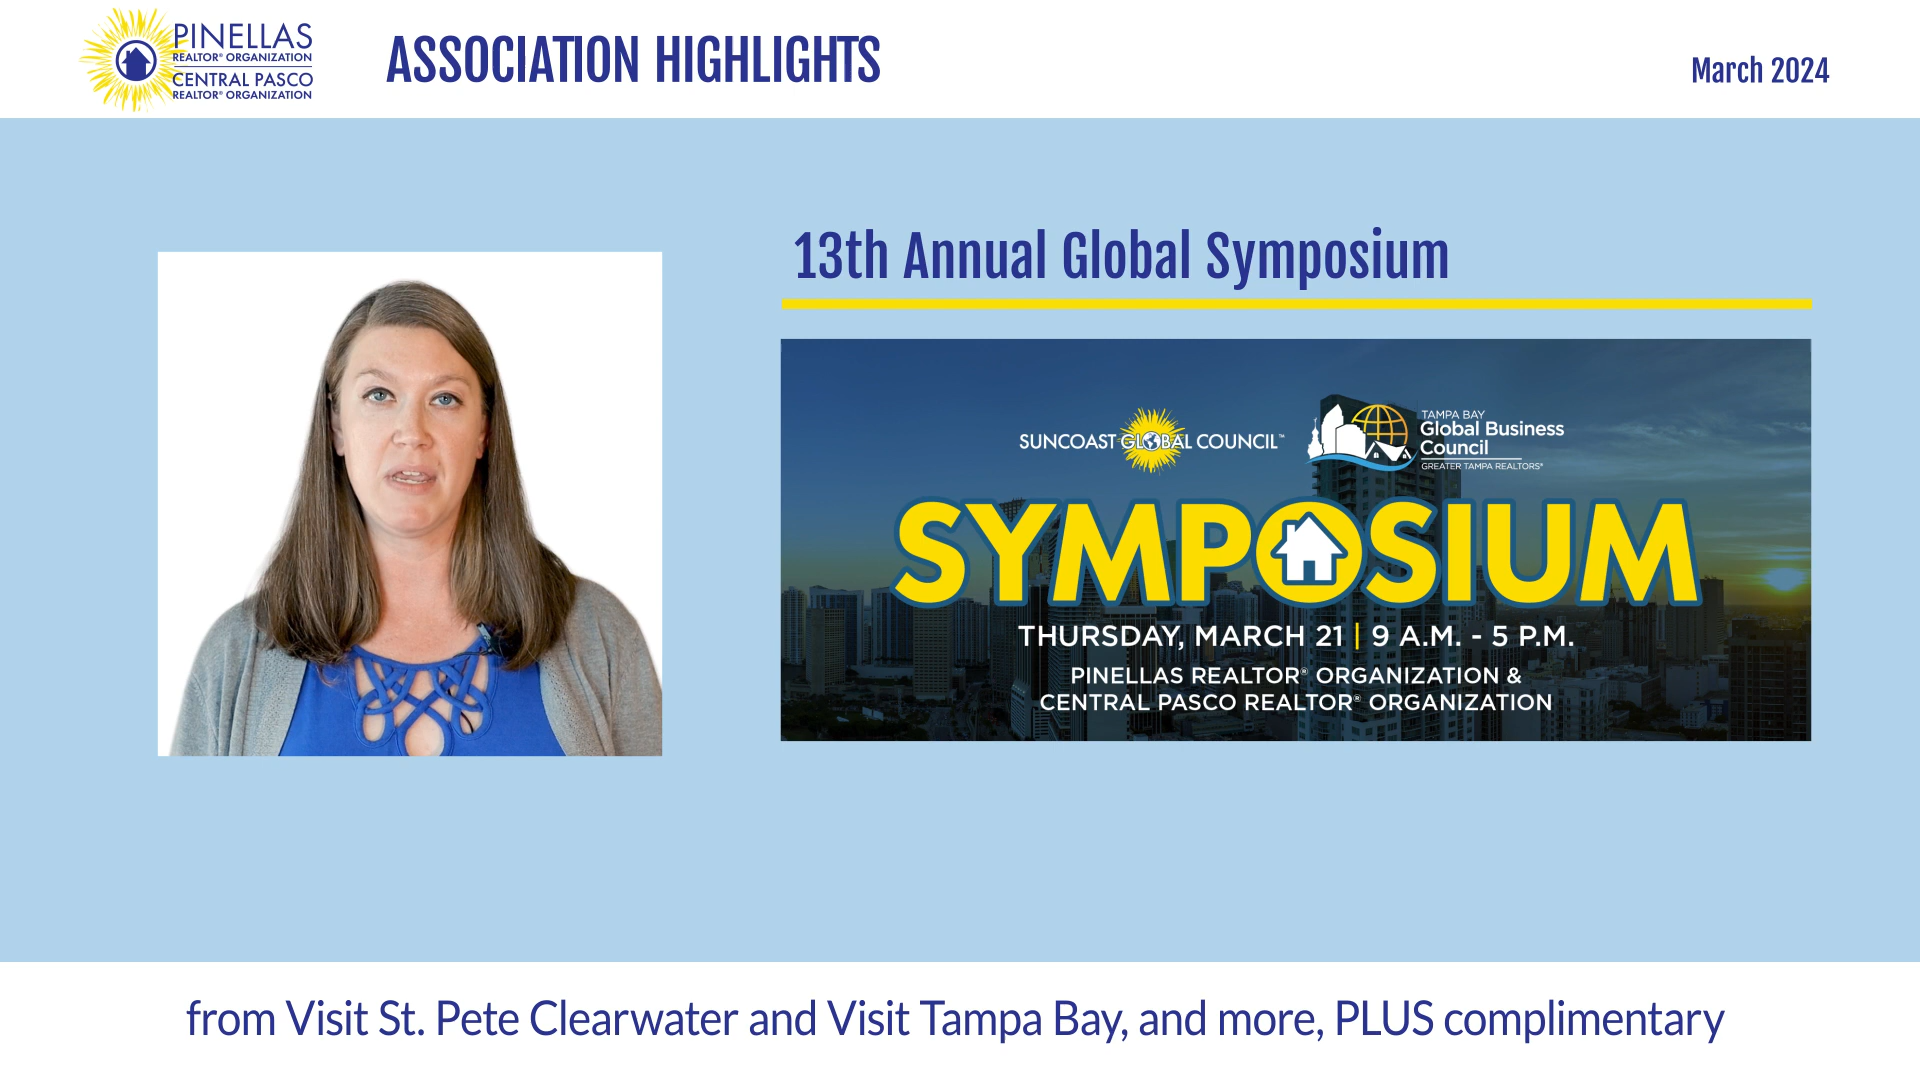 PINELLAS
REALTOR® ORGANIZATION
CENTRAL PASCO
REALTOR® ORGANIZATION
ASSOCIATION HIGHLIGHTS
March 2024
13th Annual Global Symposium
SUNCOAST GLOBAL COUNCIL™
TAMPA BAY
Global Business
Council
GREATER TAMPA REALTORS®
SYMPOSIUM
THURSDAY, MARCH 21 | 9 A.M. - 5 P.M.
PINELLAS REALTOR® ORGANIZATION &
CENTRAL PASCO REALTOR® ORGANIZATION
from Visit St. Pete Clearwater and Visit Tampa Bay, and more, PLUS complimentary